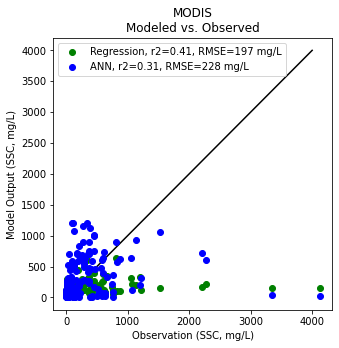 MODIS
Modeled vs. Observed
Regression, r2=0.41, RMSE=197 mg/L
ANN, r2=0.31, RMSE=228 mg/L
4000
3500
3000
2500
2000
1500
1000
500
0
Model Output (SSC, mg/L)
0 1000 2000 3000 4000
Observation (SSC, mg/L)